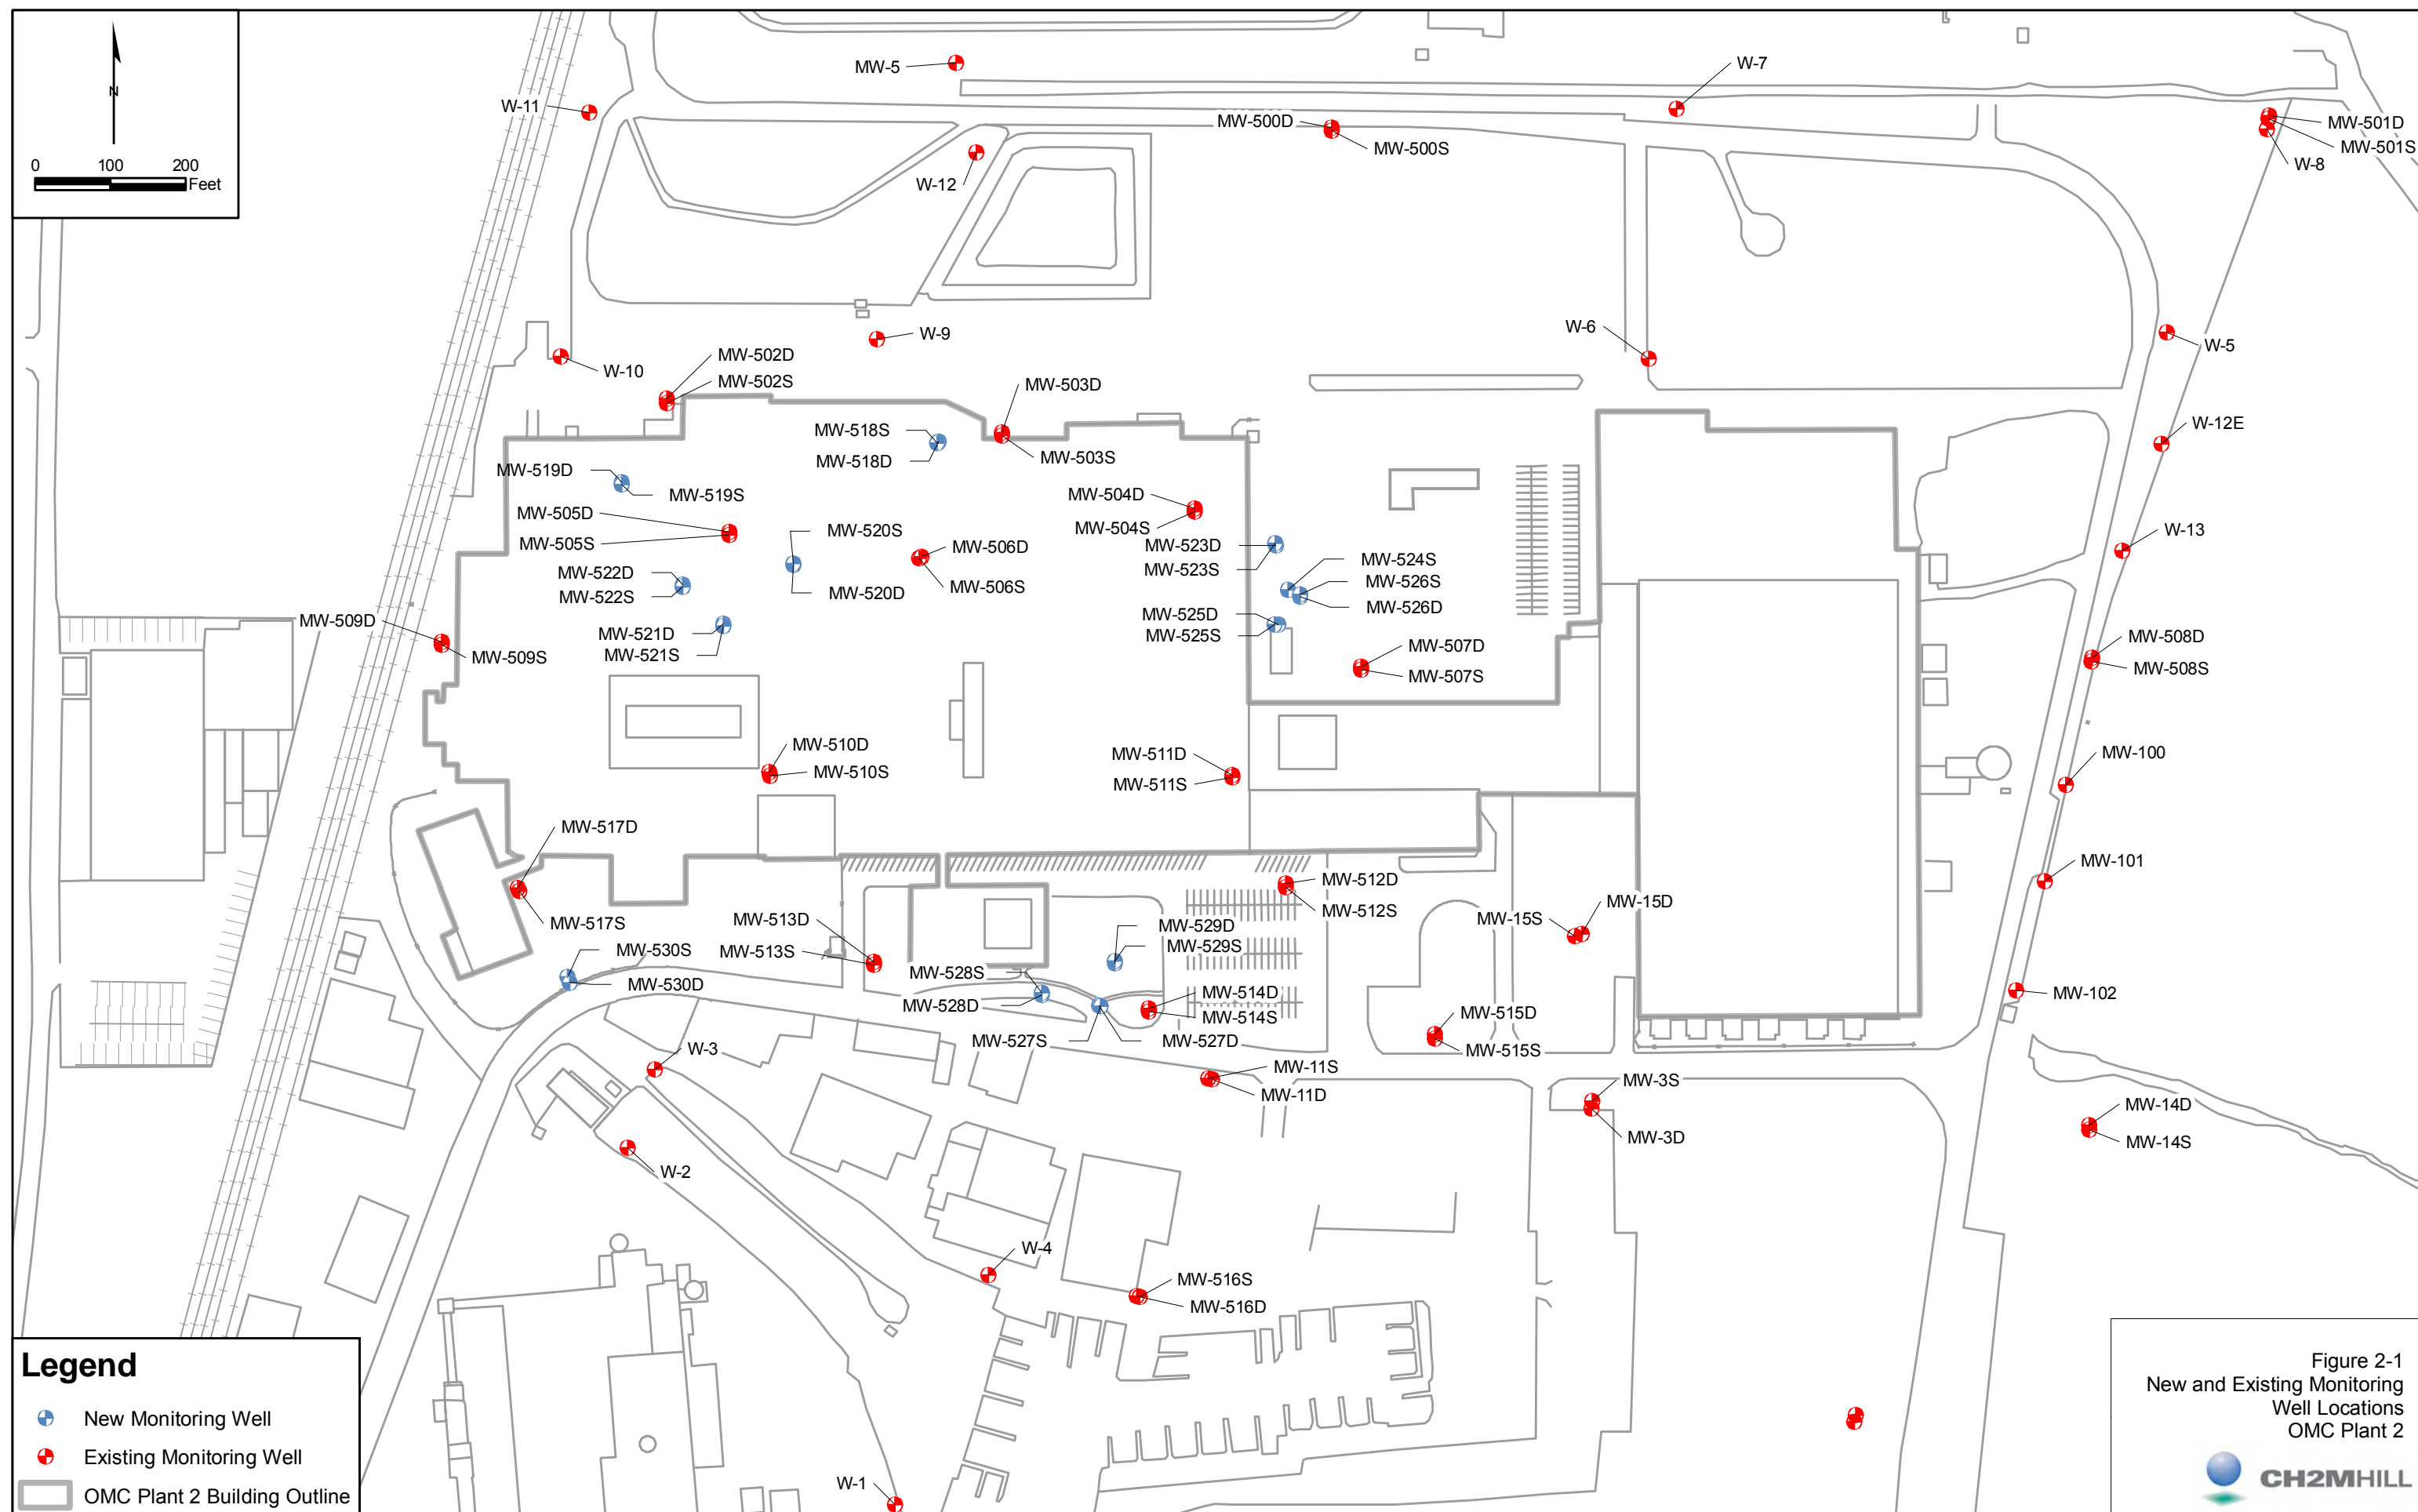 N
0 100 200
Feet
MW-5
W-7
W-11
MW-500D
MW-500S
MW-501D
MW-501S
W-8
W-12
W-9
W-6
W-5
W-10
MW-502D
MW-502S
MW-503D
MW-503S
MW-518S
MW-518D
W-12E
MW-519D
MW-519S
MW-504D
MW-504S
MW-505D
MW-505S
MW-520S
MW-520D
MW-506D
MW-506S
MW-523D
MW-523S
MW-524S
MW-526S
MW-526D
W-13
MW-522D
MW-522S
MW-525D
MW-525S
MW-509D
MW-509S
MW-521D
MW-521S
MW-507D
MW-507S
MW-508D
MW-508S
MW-510D
MW-510S
MW-511D
MW-511S
MW-100
MW-517D
MW-517S
MW-101
MW-512D
MW-512S
MW-15D
MW-15S
MW-513D
MW-513S
MW-529D
MW-529S
MW-530S
MW-530D
MW-528S
MW-528D
MW-514D
MW-514S
MW-102
MW-527S
MW-527D
MW-515D
MW-515S
W-3
MW-11S
MW-11D
MW-3S
MW-3D
MW-14D
MW-14S
W-2
W-4
MW-516S
MW-516D
W-1
Legend
New Monitoring Well
Existing Monitoring Well
OMC Plant 2 Building Outline
Figure 2-1
New and Existing Monitoring
Well Locations
OMC Plant 2
CH2MHILL